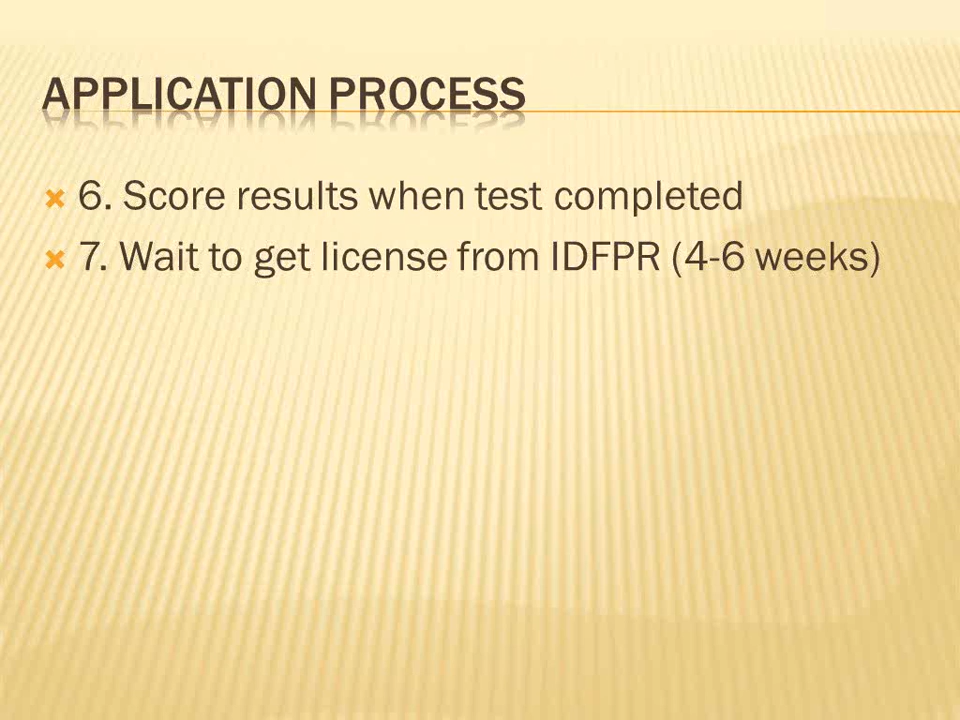 APPLICATION PROCESS
6. Score results when test completed
7. Wait to get license from IDFPR (4-6 weeks)